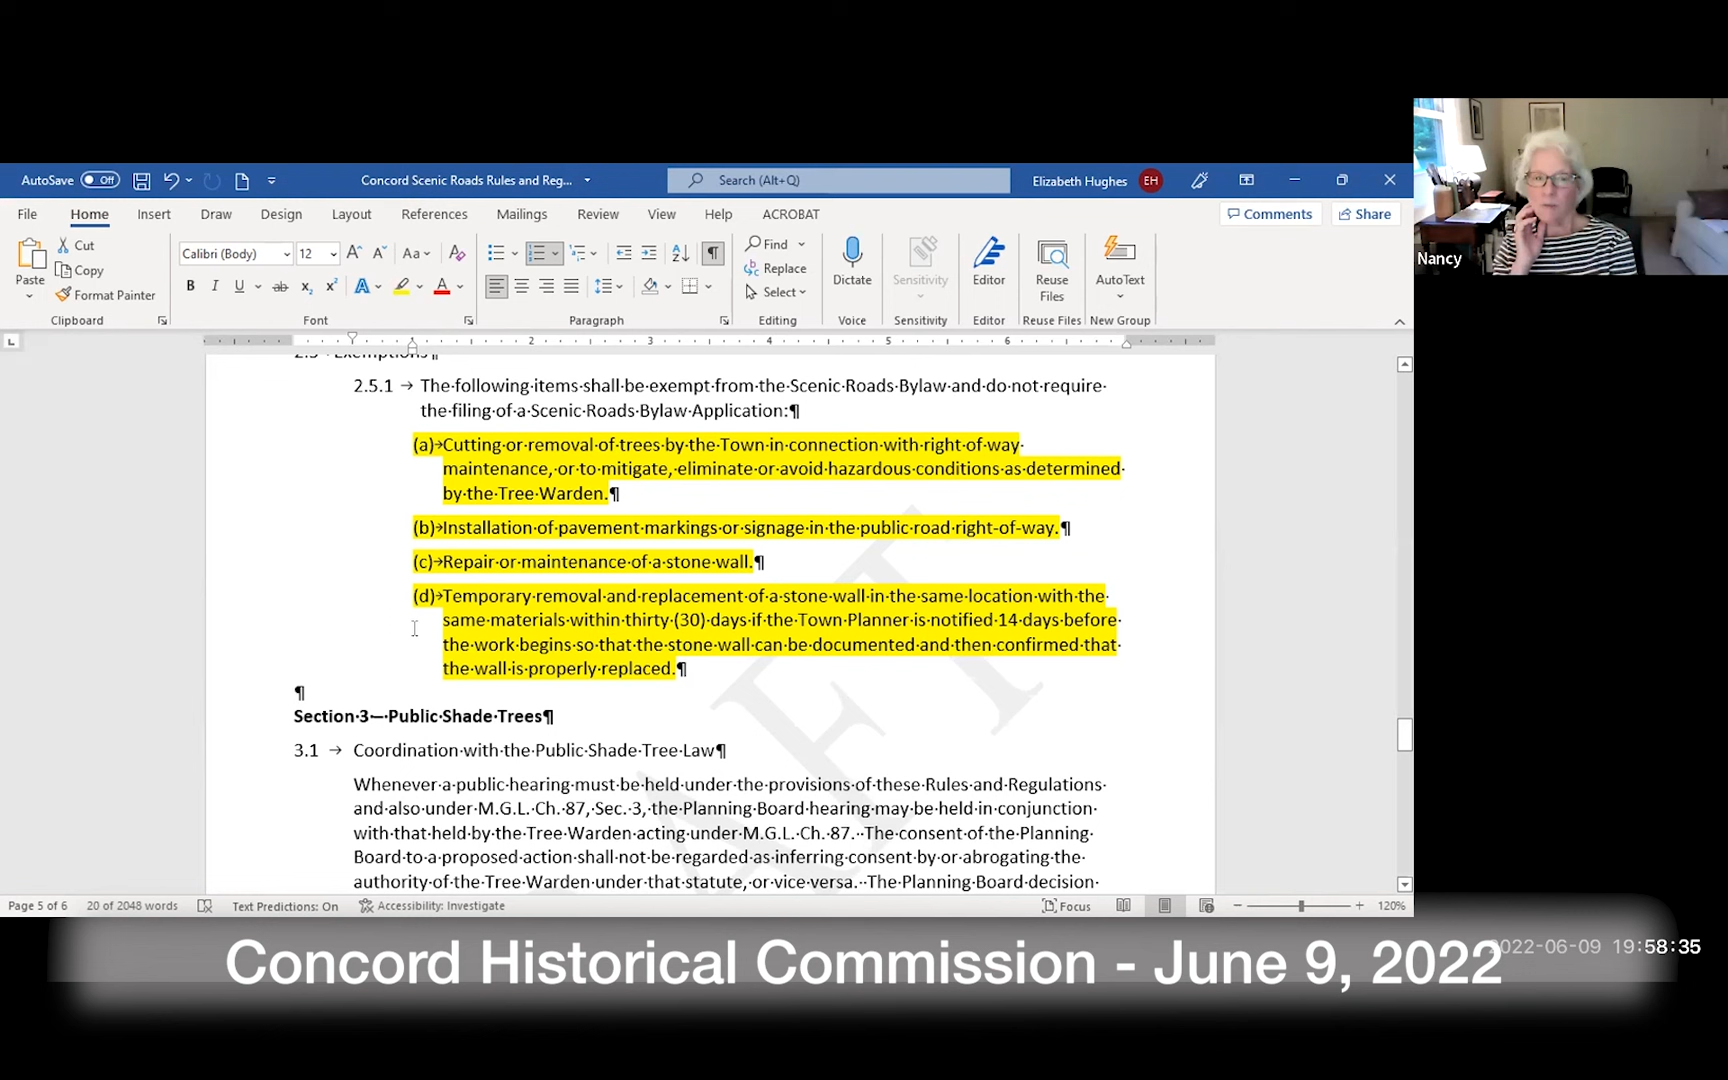 AutoSave Off
Concord Scenic Roads Rules and Reg...
Search (Alt+Q)
Elizabeth Hughes EH
File Home Insert Draw Design Layout References Mailings Review View Help ACROBAT
Comments Share
Paste
Cut
Copy
Format Painter
Clipboard
Calibri (Body) 12
Font
Paragraph
Find
Replace
Select
Editing
Dictate
Voice
Sensitivity
Sensitivity
Editor
Editor
Reuse Files
Reuse Files
AutoText
New Group
Nancy
2.5 Exemptions¶
2.5.1 The following items shall be exempt from the Scenic Roads Bylaw and do not require
the filing of a Scenic Roads Bylaw Application:¶
(a) Cutting or removal of trees by the Town in connection with right of way
maintenance, or to mitigate, eliminate or avoid hazardous conditions as determined
by the Tree Warden.¶
(b) Installation of pavement markings or signage in the public road right-of-way.¶
(c) Repair or maintenance of a stone wall.¶
(d) Temporary removal and replacement of a stone wall in the same location with the
same materials within thirty (30) days if the Town Planner is notified 14 days before
the work begins so that the stone wall can be documented and then confirmed that
the wall is properly replaced.¶
¶
Section 3 – Public Shade Trees¶
3.1 Coordination with the Public Shade Tree Law¶
Whenever a public hearing must be held under the provisions of these Rules and Regulations
and also under M.G.L. Ch. 87, Sec. 3, the Planning Board hearing may be held in conjunction
with that held by the Tree Warden acting under M.G.L. Ch. 87. The consent of the Planning
Board to a proposed action shall not be regarded as inferring consent by or abrogating the
authority of the Tree Warden under that statute, or vice versa. The Planning Board decision
Page 5 of 6 20 of 2048 words Text Predictions: On Accessibility: Investigate Focus 120%
Concord Historical Commission - June 9, 2022
2022-06-09 19:58:35